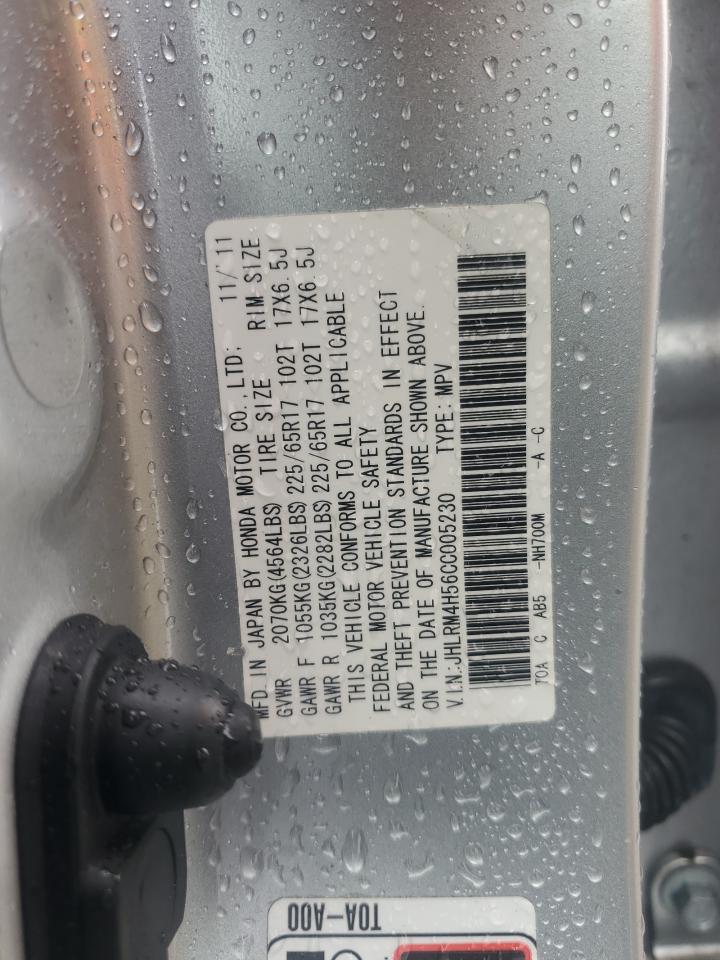 MFD. IN JAPAN BY HONDA MOTOR CO., LTD; 11/'11
GVWR 2070KG(4564LBS) TIRE SIZE RIM SIZE
GAWR F 1055KG(2326LBS) 225/65R17 102T 17X6.5J
GAWR R 1035KG(2282LBS) 225/65R17 102T 17X6.5J
THIS VEHICLE CONFORMS TO ALL APPLICABLE
FEDERAL MOTOR VEHICLE SAFETY
AND THEFT PREVENTION STANDARDS IN EFFECT
ON THE DATE OF MANUFACTURE SHOWN ABOVE.
V.I.N.:JHLRM4H56CC005230 TYPE: MPV
T0A C AB5 -NH700M -A -C
T0A-A00